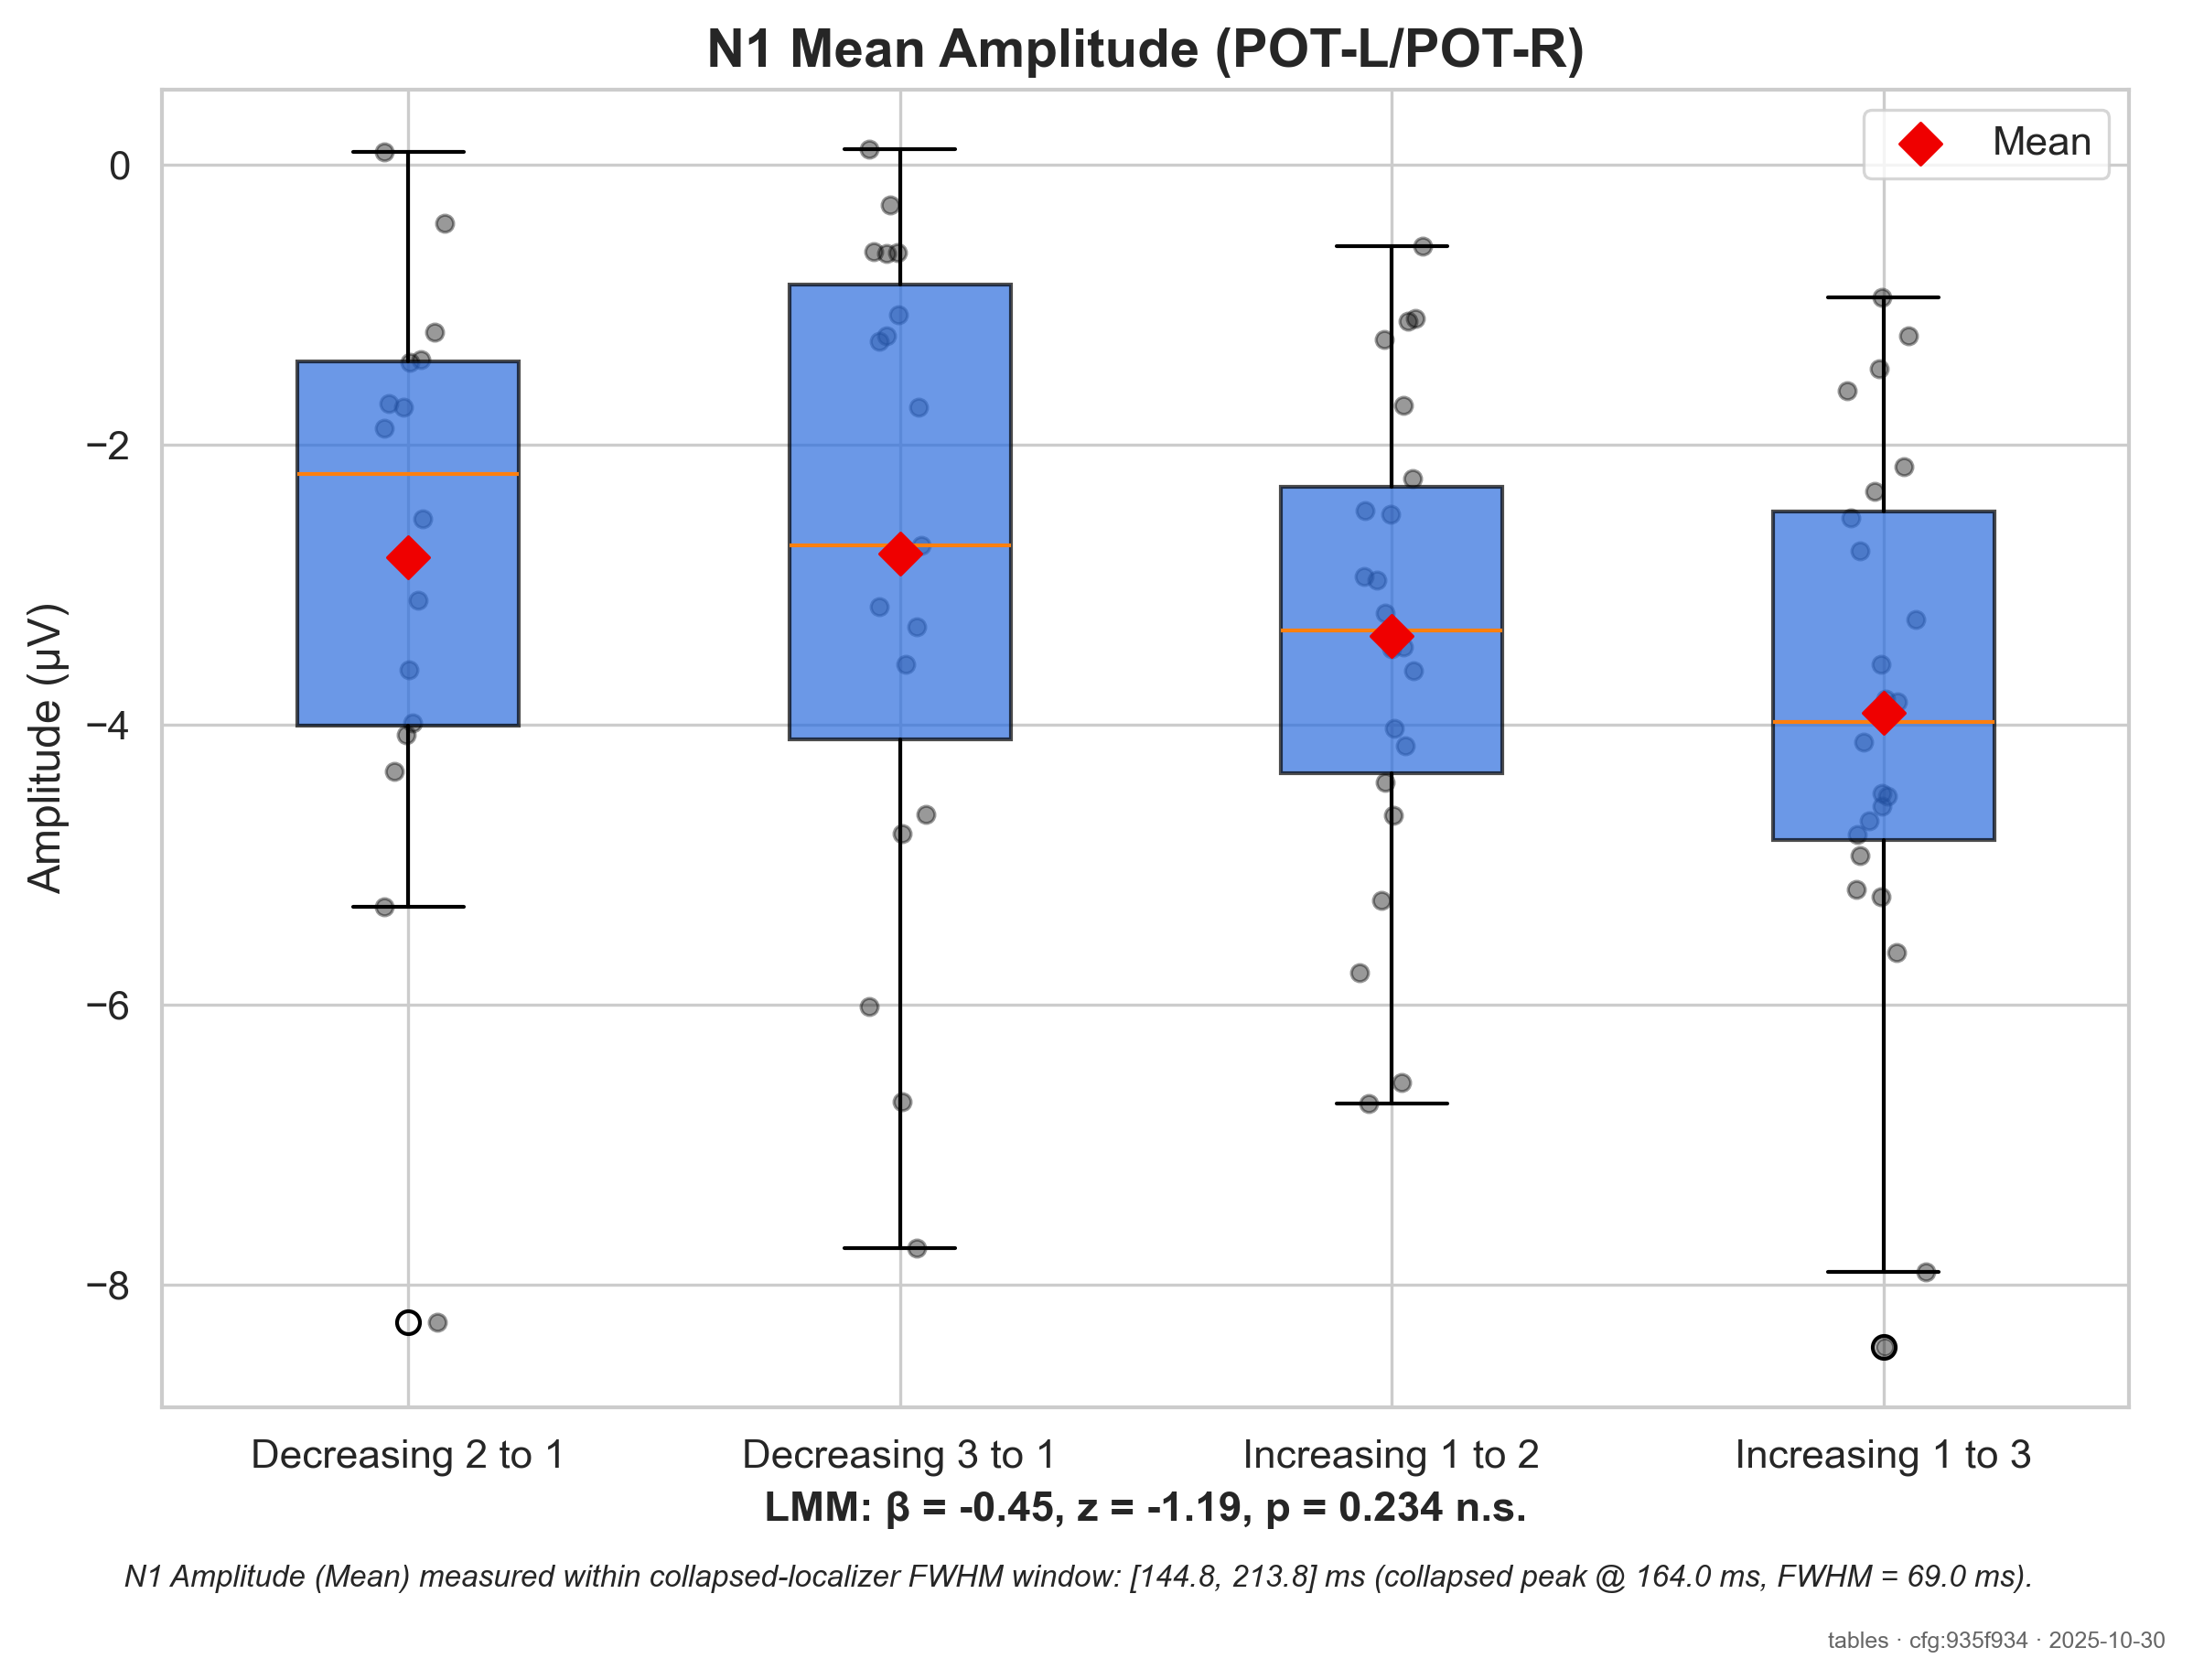 N1 Mean Amplitude (POT-L/POT-R)
Mean
Amplitude (μV)
0
−2
−4
−6
−8
Decreasing 2 to 1
Decreasing 3 to 1
Increasing 1 to 2
Increasing 1 to 3
LMM: β = -0.45, z = -1.19, p = 0.234 n.s.
N1 Amplitude (Mean) measured within collapsed-localizer FWHM window: [144.8, 213.8] ms (collapsed peak @ 164.0 ms, FWHM = 69.0 ms).
tables · cfg:935f934 · 2025-10-30